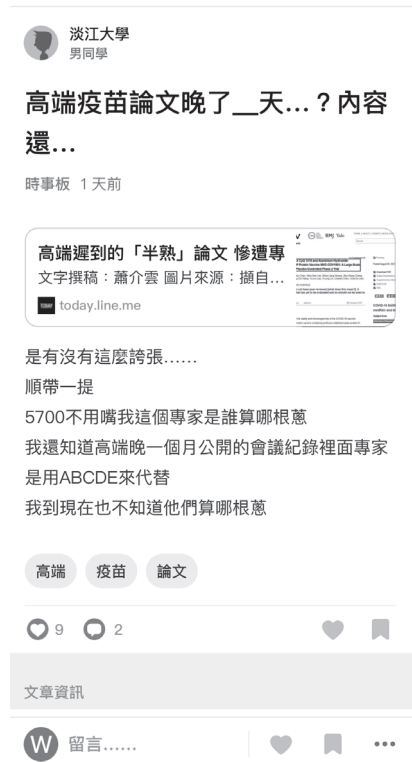 淡江大學
男同學
高端疫苗論文晚了__天...？內容
還...
時事板 1 天前
高端遲到的「半熟」論文 慘遭專
文字撰稿：蕭介雲 圖片來源：擷自...
TODAY today.line.me
BMJ Yale
是有沒有這麼誇張......
順帶一提
5700不用嘴我這個專家是誰算哪根蔥
我還知道高端晚一個月公開的會議紀錄裡面專家
是用ABCDE來代替
我到現在也不知道他們算哪根蔥
高端 疫苗 論文
9 2
文章資訊
W 留言......